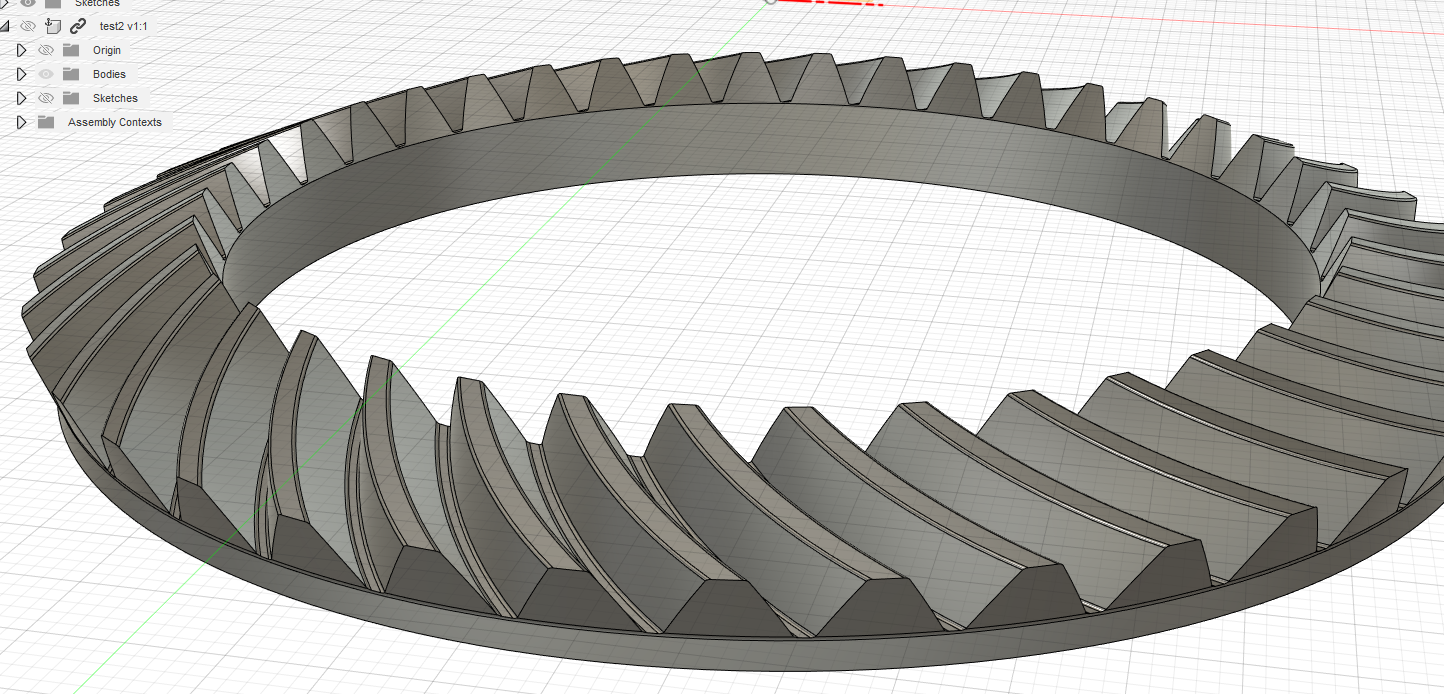 Sketches
test2 v1:1
Origin
Bodies
Sketches
Assembly Contexts